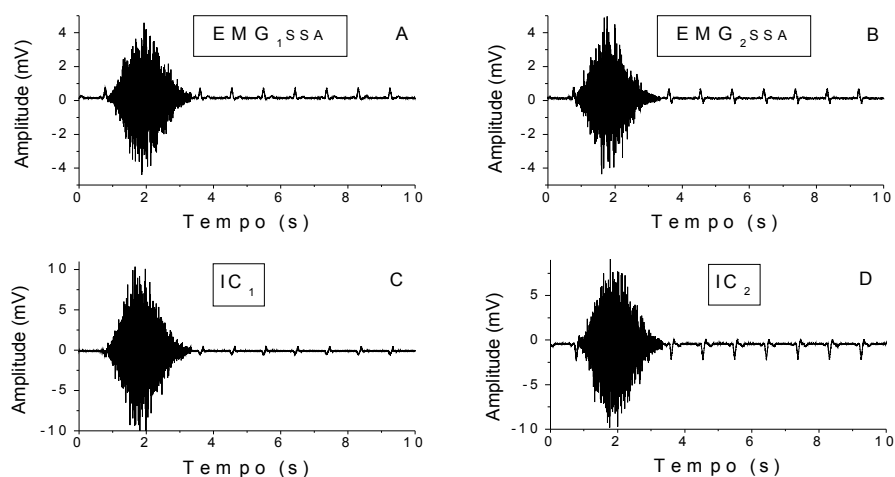 EMG1SSA
A
4
2
0
-2
-4
Amplitude (mV)
0 2 4 6 8 10
Tempo (s)
EMG2SSA
B
4
2
0
-2
-4
Amplitude (mV)
0 2 4 6 8 10
Tempo (s)
IC1
C
10
5
0
-5
-10
Amplitude (mV)
0 2 4 6 8 10
Tempo (s)
IC2
D
5
0
-5
-10
Amplitude (mV)
0 2 4 6 8 10
Tempo (s)